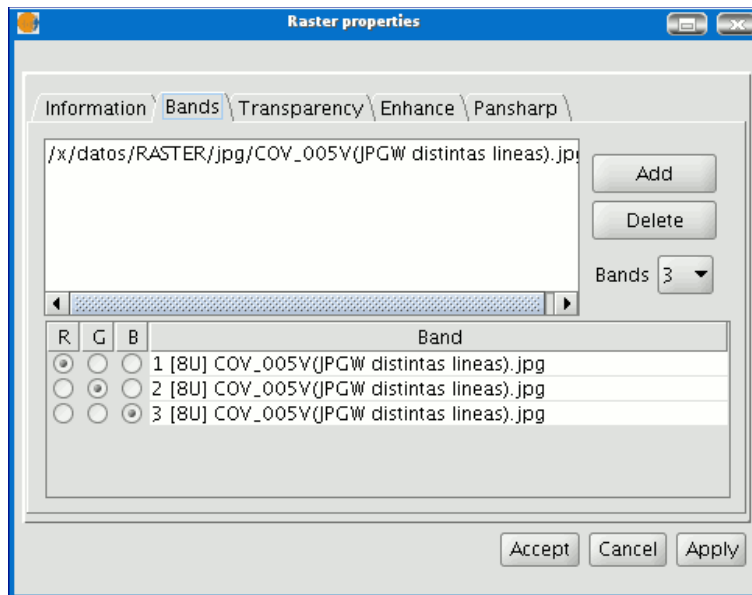 Raster properties
Information Bands Transparency Enhance Pansharp
/x/datos/RASTER/jpg/COV_005V(JPGW distintas lineas).jpg
Add
Delete
Bands 3
R G B Band
1 [8U] COV_005V(JPGW distintas lineas).jpg
2 [8U] COV_005V(JPGW distintas lineas).jpg
3 [8U] COV_005V(JPGW distintas lineas).jpg
Accept Cancel Apply